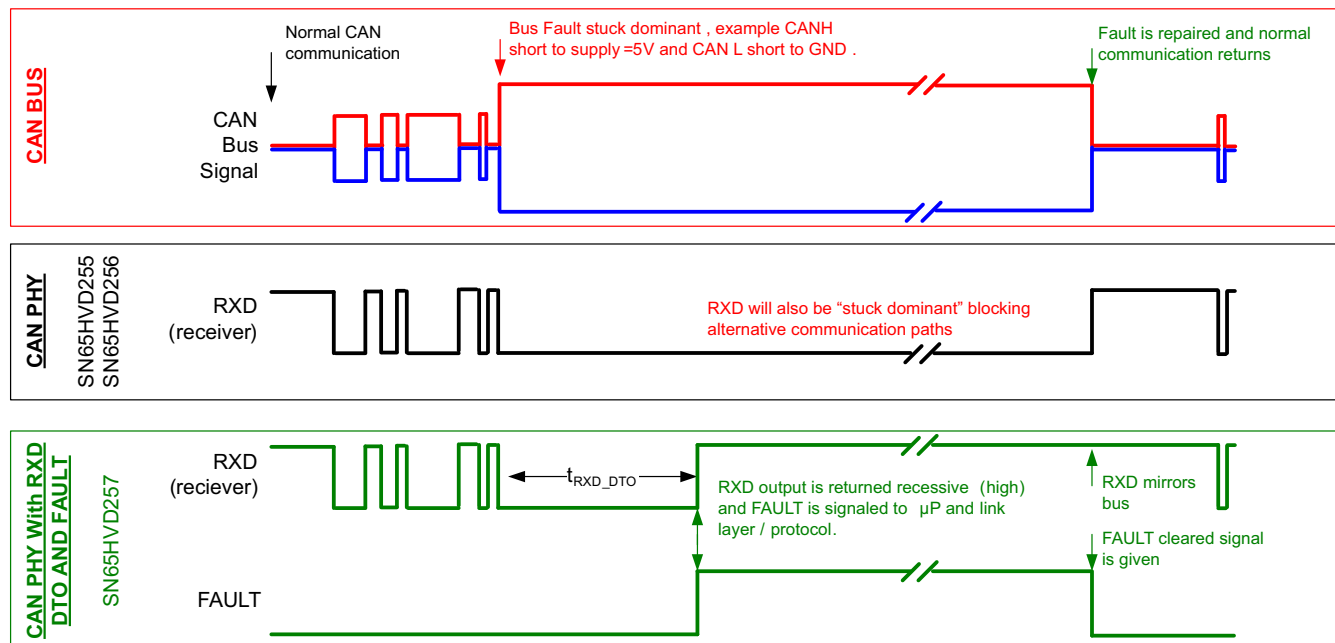 CAN BUS
Normal CAN
communication
Bus Fault stuck dominant , example CANH
short to supply =5V and CAN L short to GND .
Fault is repaired and normal
communication returns
CAN
Bus
Signal
CAN PHY
SN65HVD255
SN65HVD256
RXD
(receiver)
RXD will also be “stuck dominant” blocking
alternative communication paths
CAN PHY With RXD
DTO AND FAULT
SN65HVD257
RXD
(reciever)
tRXD_DTO
RXD output is returned recessive (high)
and FAULT is signaled to µP and link
layer / protocol.
RXD mirrors
bus
FAULT cleared signal
is given
FAULT